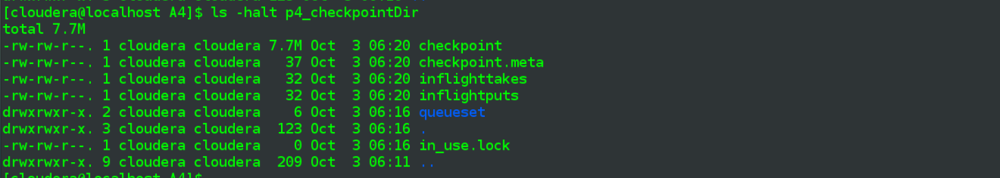 [cloudera@localhost A4]$ ls -halt p4_checkpointDir
total 7.7M
-rw-rw-r--. 1 cloudera cloudera 7.7M Oct  3 06:20 checkpoint
-rw-rw-r--. 1 cloudera cloudera   37 Oct  3 06:20 checkpoint.meta
-rw-rw-r--. 1 cloudera cloudera   32 Oct  3 06:20 inflighttakes
-rw-rw-r--. 1 cloudera cloudera   32 Oct  3 06:20 inflightputs
drwxrwxr-x. 2 cloudera cloudera    6 Oct  3 06:16 queueset
drwxrwxr-x. 3 cloudera cloudera  123 Oct  3 06:16 .
-rw-rw-r--. 1 cloudera cloudera    0 Oct  3 06:16 in_use.lock
drwxrwxr-x. 9 cloudera cloudera  209 Oct  3 06:11 ..
[cloudera@localhost A4]$